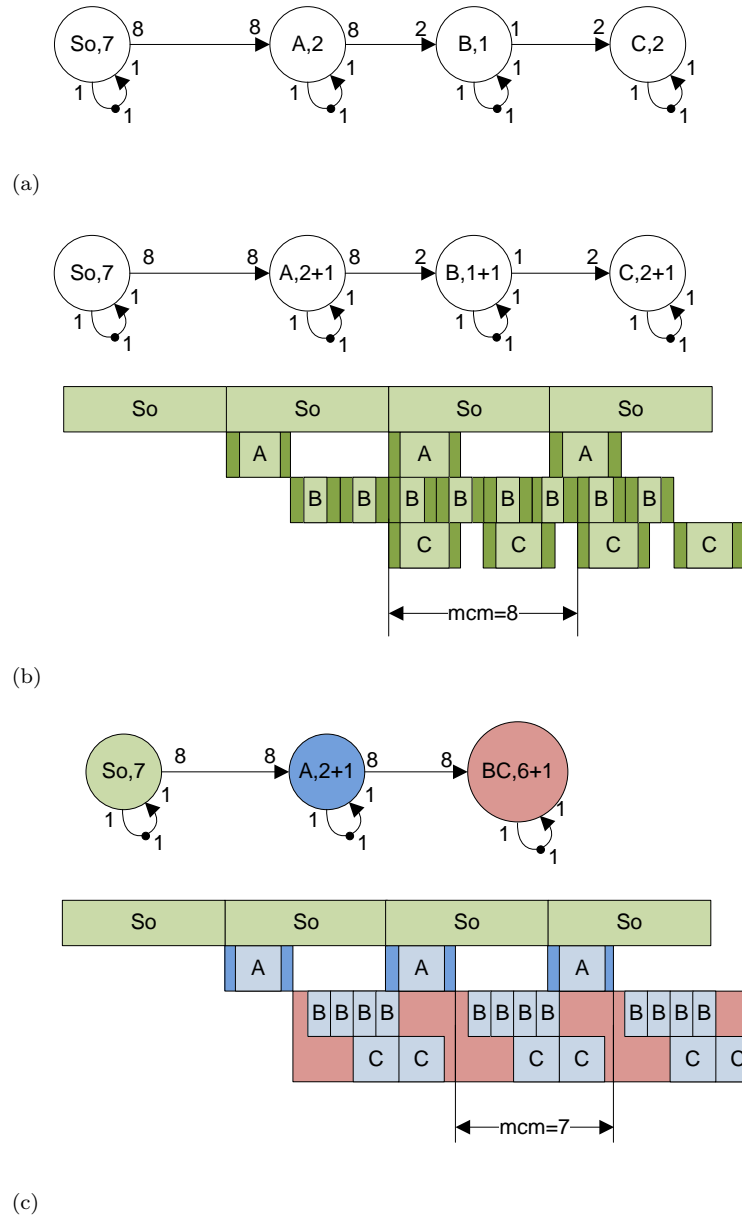 So,7 8 8 A,2 8 2 B,1 1 2 C,2
1 1 1 1 1 1 1 1
1 1 1 1
(a)
So,7 8 8 A,2+1 8 2 B,1+1 1 2 C,2+1
1 1 1 1 1 1 1 1
1 1 1 1
So So So So
A A A
B B B B B B B B
C C C C
mcm=8
(b)
So,7 8 8 A,2+1 8 8 BC,6+1
1 1 1 1 1 1
1 1 1
So So So So
A A A
B B B B B B B B B B B B
C C C C C C
mcm=7
(c)